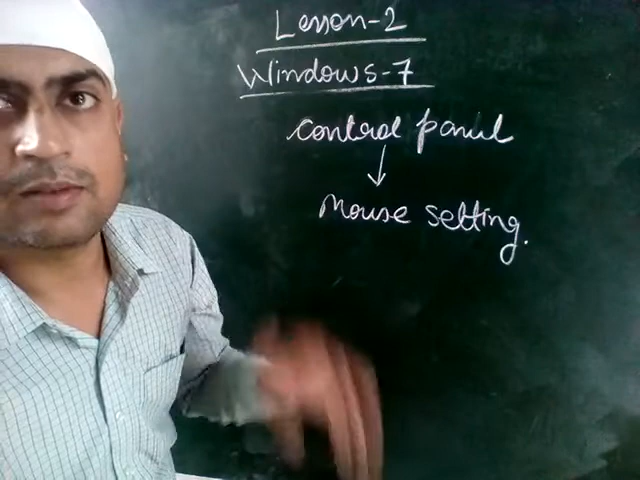 Lesson-2
Windows-7
control panel
↓
Mouse setting.